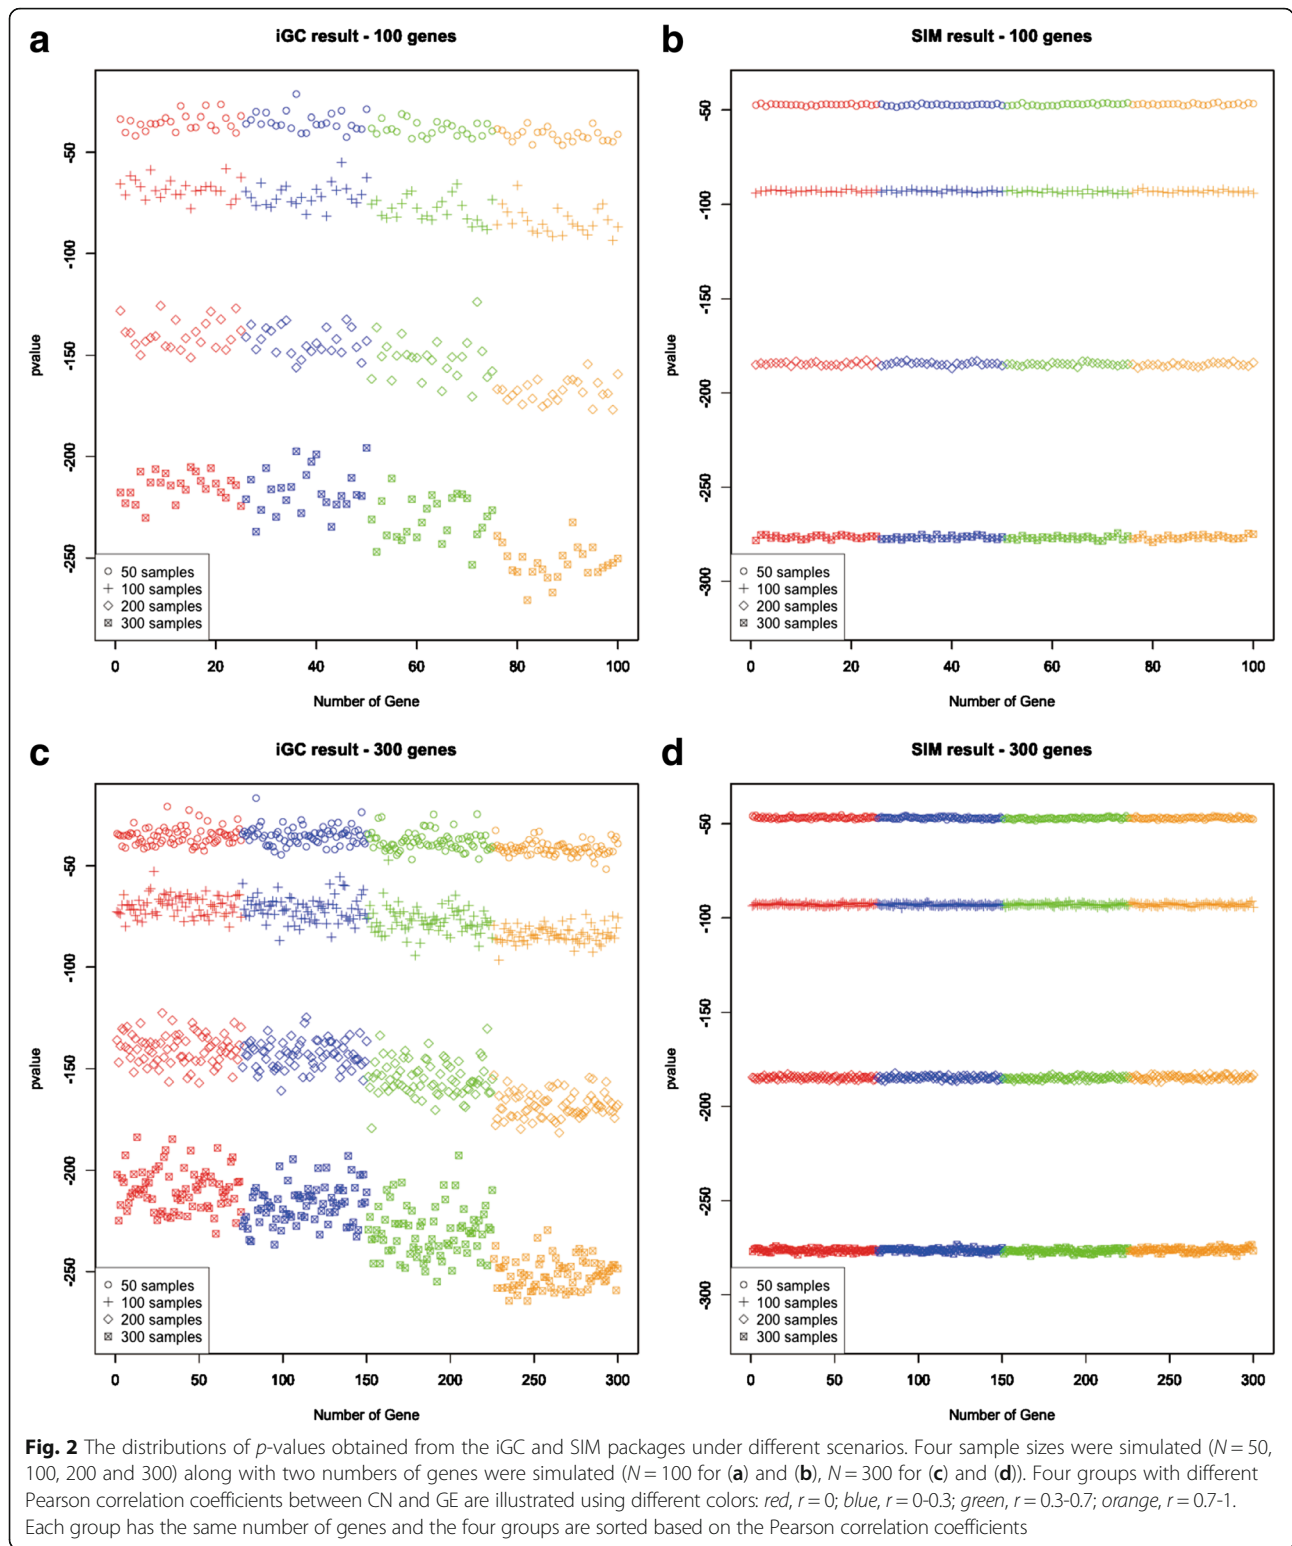 a
iGC result - 100 genes
-50
-100
-150
-200
-250
pvalue
50 samples
100 samples
200 samples
300 samples
0 20 40 60 80 100
Number of Gene
b
SIM result - 100 genes
-50
-100
-150
-200
-250
-300
pvalue
50 samples
100 samples
200 samples
300 samples
0 20 40 60 80 100
Number of Gene
c
iGC result - 300 genes
-50
-100
-150
-200
-250
pvalue
50 samples
100 samples
200 samples
300 samples
0 50 100 150 200 250 300
Number of Gene
d
SIM result - 300 genes
-50
-100
-150
-200
-250
-300
pvalue
50 samples
100 samples
200 samples
300 samples
0 50 100 150 200 250 300
Number of Gene
Fig. 2 The distributions of p-values obtained from the iGC and SIM packages under different scenarios. Four sample sizes were simulated (N = 50,
100, 200 and 300) along with two numbers of genes were simulated (N = 100 for (a) and (b), N = 300 for (c) and (d)). Four groups with different
Pearson correlation coefficients between CN and GE are illustrated using different colors: red, r = 0; blue, r = 0-0.3; green, r = 0.3-0.7; orange, r = 0.7-1.
Each group has the same number of genes and the four groups are sorted based on the Pearson correlation coefficients